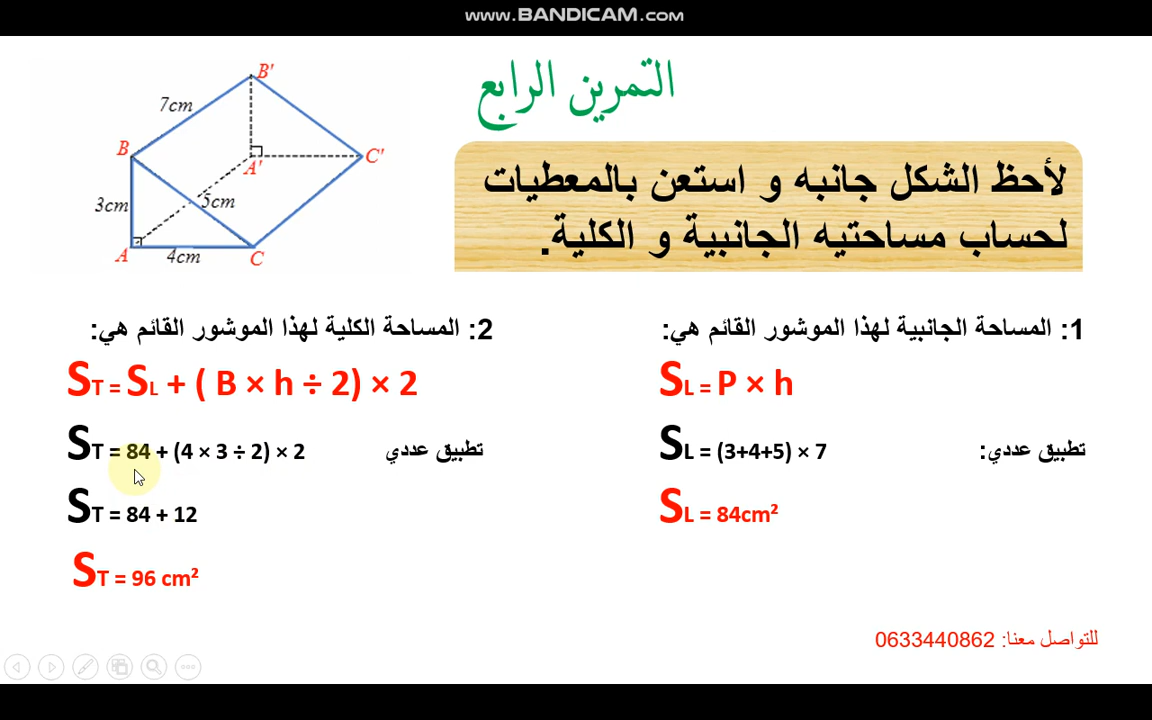 www.BANDICAM.com
التمرين الرابع
لأحظ الشكل جانبه و استعن بالمعطيات
لحساب مساحتيه الجانبية و الكلية.
B'
7cm
B
C'
A'
3cm
5cm
A
4cm
C
1: المساحة الجانبية لهذا الموشور القائم هي:
SL = P × h
تطبيق عددي:
SL = (3+4+5) × 7
SL = 84cm²
2: المساحة الكلية لهذا الموشور القائم هي:
ST = SL + ( B × h ÷ 2) × 2
تطبيق عددي
ST = 84 + (4 × 3 ÷ 2) × 2
ST = 84 + 12
ST = 96 cm²
للتواصل معنا: 0633440862